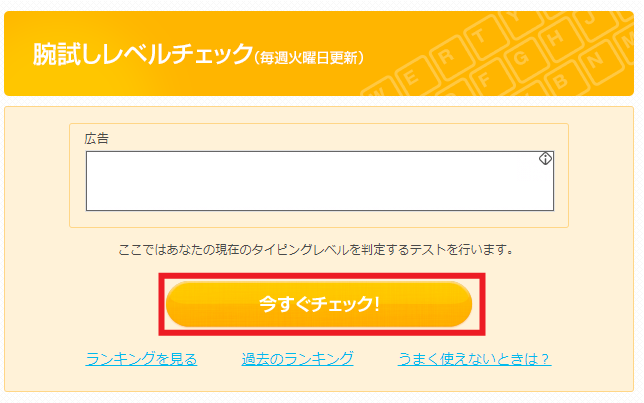 腕試しレベルチェック(毎週火曜日更新)
W E R T Y
D F G H J
V B N N
広告
ここではあなたの現在のタイピングレベルを判定するテストを行います。
今すぐチェック!
ランキングを見る 過去のランキング うまく使えないときは?